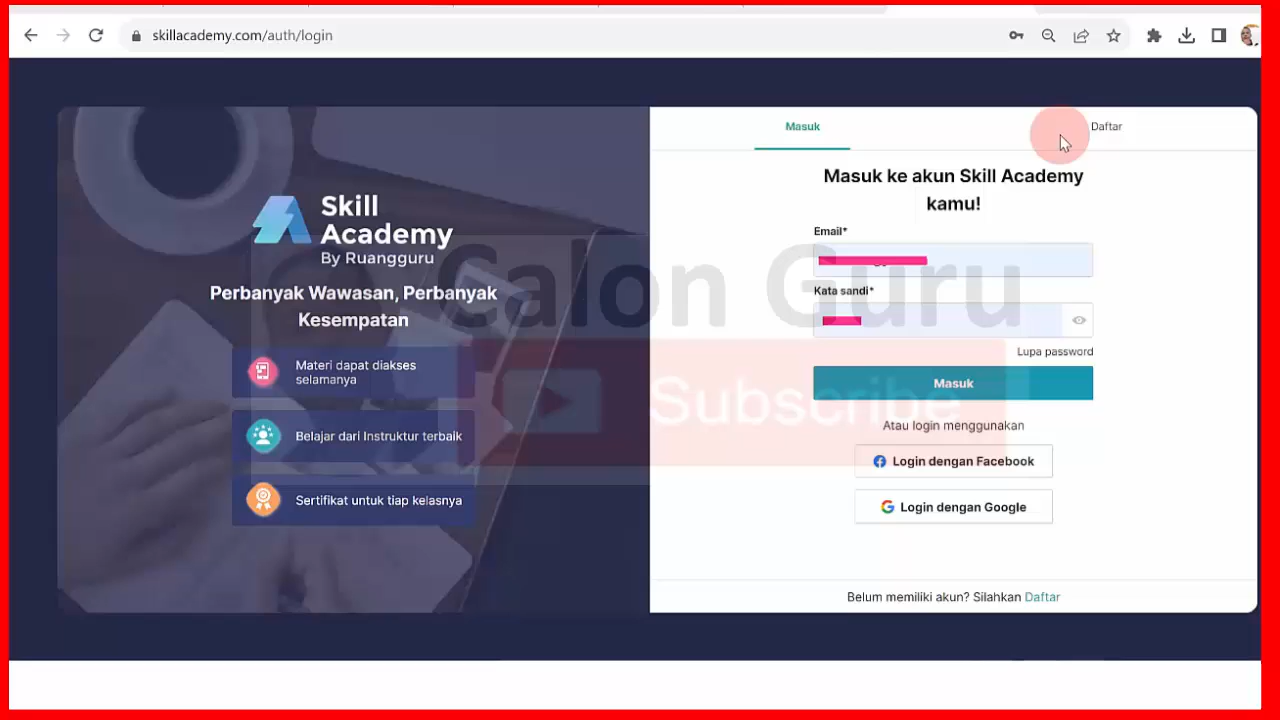 skillacademy.com/auth/login
Masuk
Daftar
Skill
Academy
By Ruangguru
Perbanyak Wawasan, Perbanyak
Kesempatan
Materi dapat diakses
selamanya
Belajar dari Instruktur terbaik
Sertifikat untuk tiap kelasnya
Masuk ke akun Skill Academy
kamu!
Email*
Kata sandi*
Lupa password
Masuk
Atau login menggunakan
Login dengan Facebook
Login dengan Google
Belum memiliki akun? Silahkan Daftar
Calon Guru
Subscribe